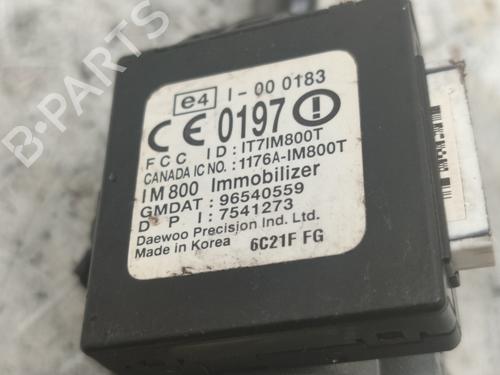 B-PARTS
e4 I-00 0183
CE 0197
FCC ID: IT7IM800T
CANADA IC NO.: 1176A-IM800T
IM800 Immobilizer
GMDAT: 96540559
D P I: 7541273
Daewoo Precision Ind. Ltd.
Made in Korea 6C21F FG